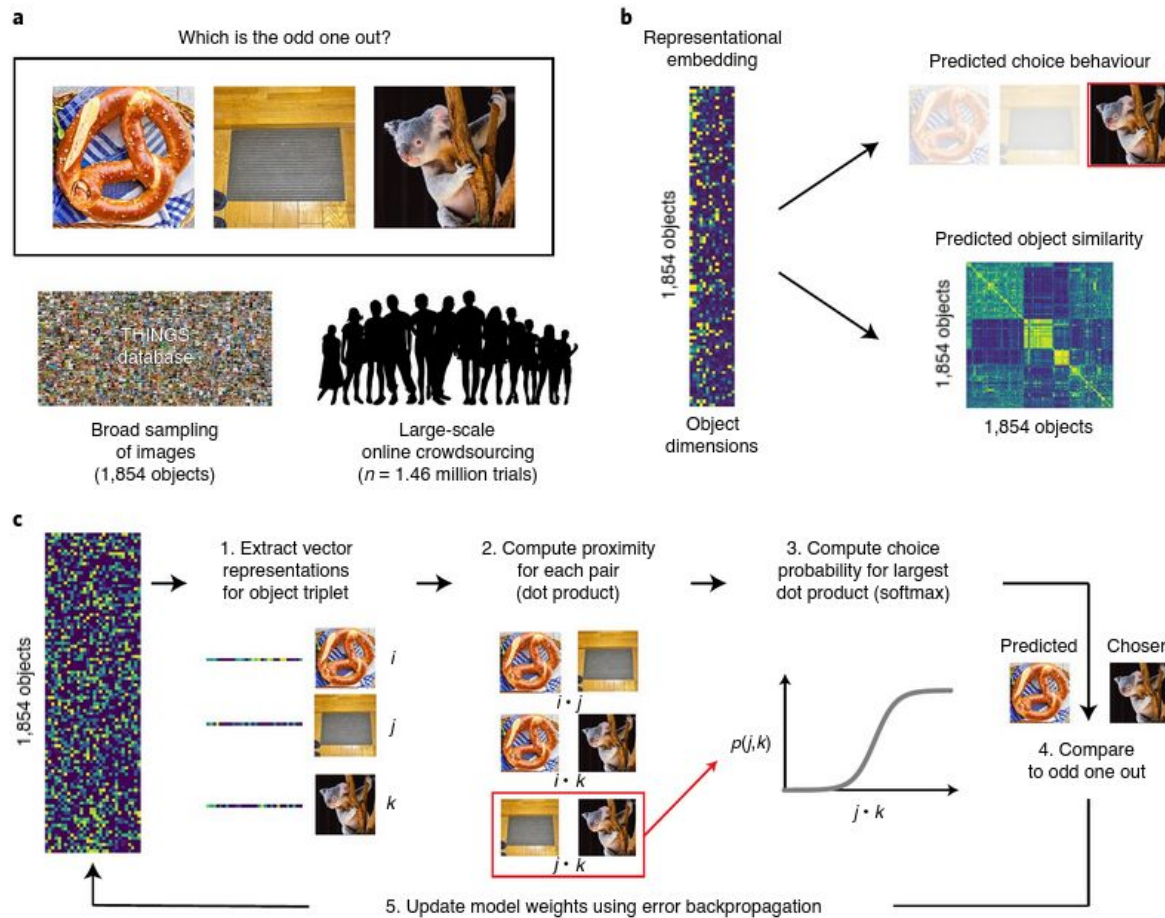 a
Which is the odd one out?
THINGS
database
Broad sampling
of images
(1,854 objects)
Large-scale
online crowdsourcing
(n = 1.46 million trials)
b
Representational
embedding
1,854 objects
Object
dimensions
Predicted choice behaviour
Predicted object similarity
1,854 objects
1,854 objects
c
1,854 objects
1. Extract vector
representations
for object triplet
i
j
k
2. Compute proximity
for each pair
(dot product)
i • j
i • k
j • k
3. Compute choice
probability for largest
dot product (softmax)
p(j,k)
j • k
Predicted
Chosen
4. Compare
to odd one out
5. Update model weights using error backpropagation